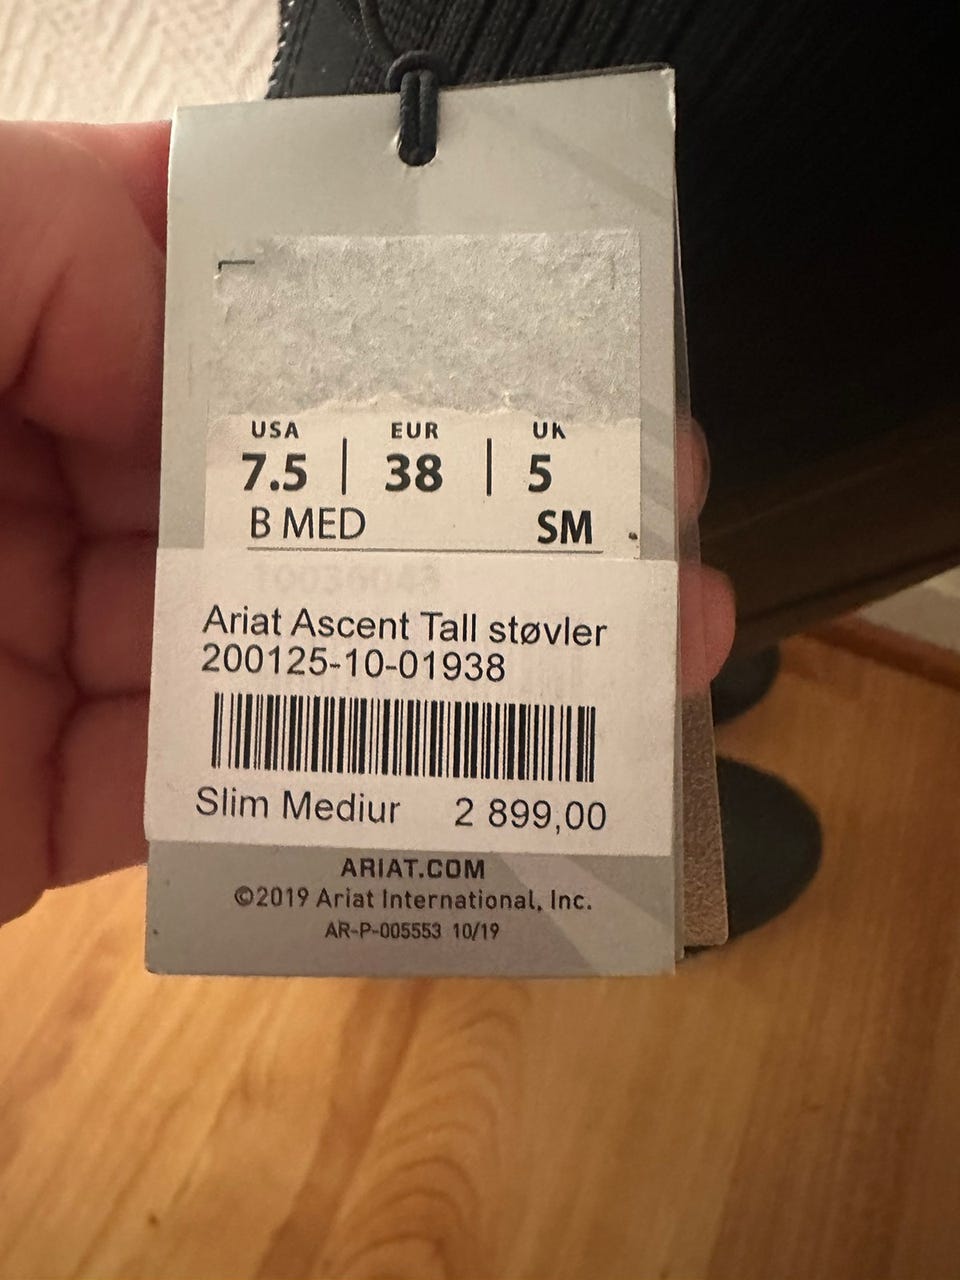 USA | EUR | UK
7.5 | 38 | 5
B MED SM
Ariat Ascent Tall støvler
200125-10-01938
Slim Mediur 2 899,00
ARIAT.COM
©2019 Ariat International, Inc.
AR-P-005553 10/19